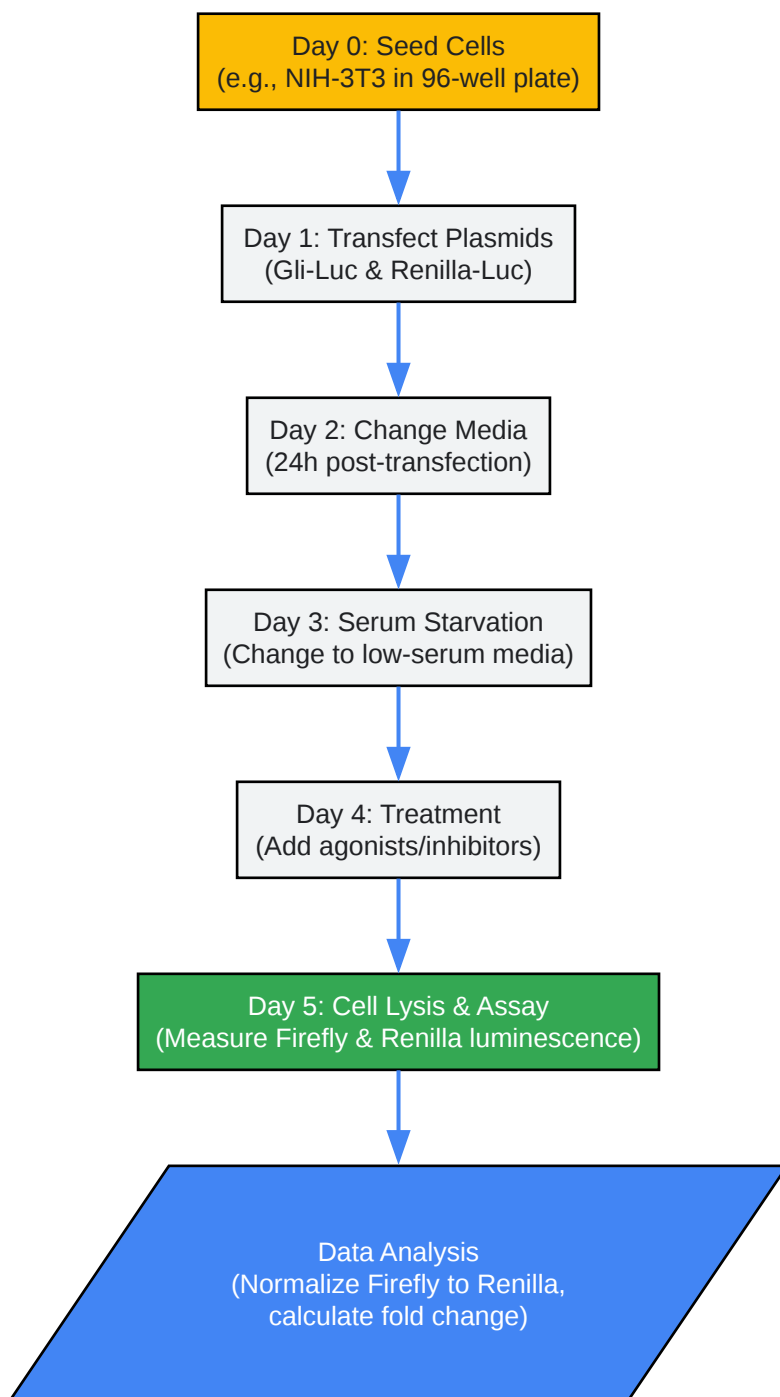 Day 0: Seed Cells
(e.g., NIH-3T3 in 96-well plate)
Day 1: Transfect Plasmids
(Gli-Luc & Renilla-Luc)
Day 2: Change Media
(24h post-transfection)
Day 3: Serum Starvation
(Change to low-serum media)
Day 4: Treatment
(Add agonists/inhibitors)
Day 5: Cell Lysis & Assay
(Measure Firefly & Renilla luminescence)
Data Analysis
(Normalize Firefly to Renilla,
calculate fold change)